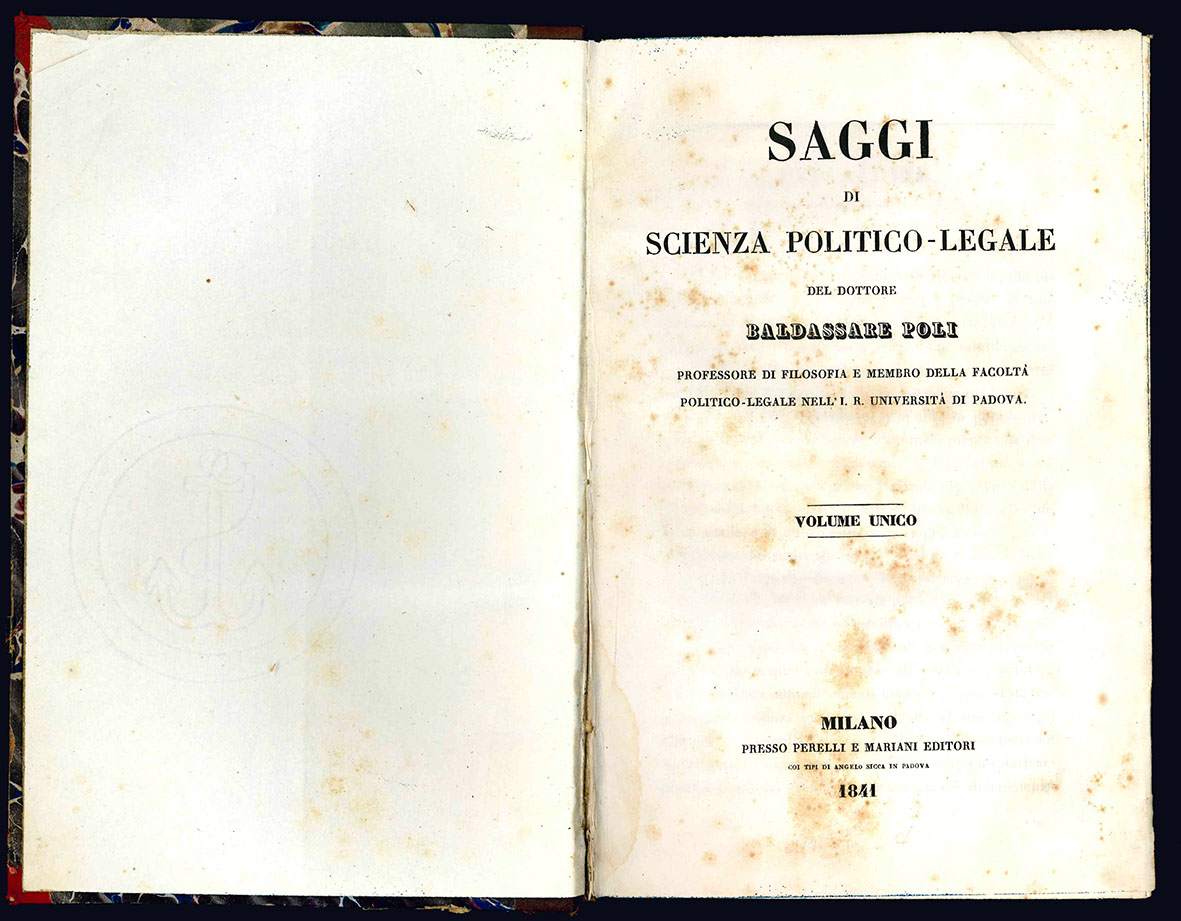 SAGGI
DI
SCIENZA POLITICO-LEGALE
DEL DOTTORE
BALDASSARE POLI
PROFESSORE DI FILOSOFIA E MEMBRO DELLA FACOLTÀ
POLITICO-LEGALE NELL' I. R. UNIVERSITÀ DI PADOVA.
VOLUME UNICO
MILANO
PRESSO PERELLI E MARIANI EDITORI
COI TIPI DI ANGELO SICCA IN PADOVA
1841